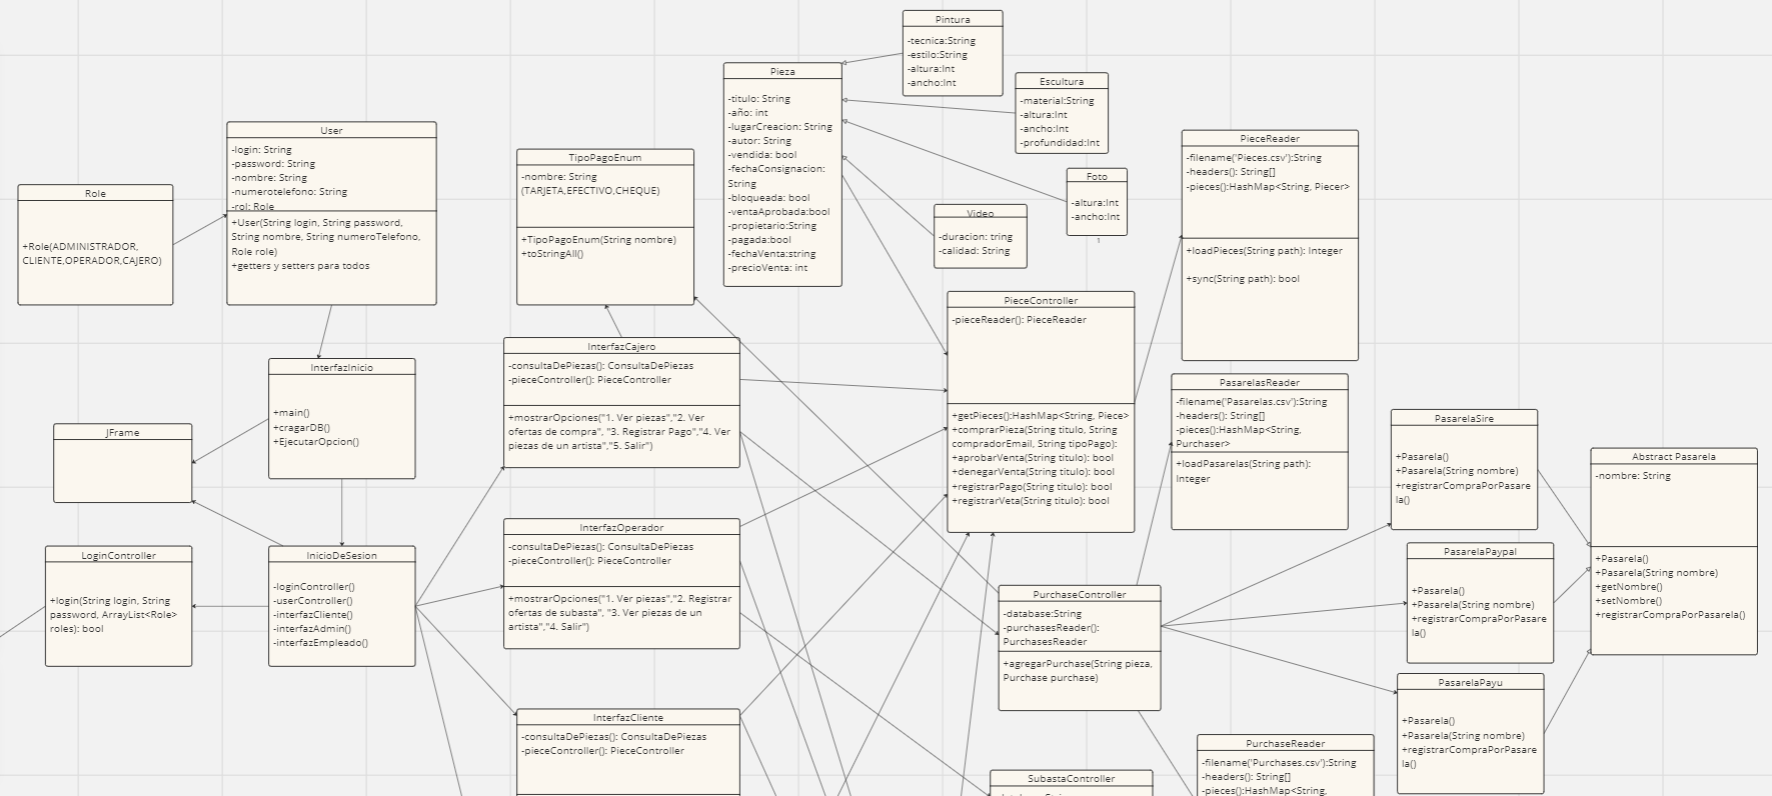 Pintura
-tecnica:String
-estilo:String
-altura:Int
-ancho:Int
Pieza
-titulo: String
-año: int
-lugarCreacion: String
-autor: String
-vendida: bool
-fechaConsignacion:
String
-bloqueada: bool
-ventaAprobada:bool
-propietario:String
-pagada:bool
-fechaVenta:string
-precioVenta: int
Escultura
-material:String
-altura:Int
-ancho:Int
-profundidad:Int
Foto
-altura:Int
-ancho:Int
1
Video
-duracion: tring
-calidad: String
User
-login: String
-password: String
-nombre: String
-numerotelefono: String
-rol: Role
+User(String login, String password,
String nombre, String numeroTelefono,
Role role)
+getters y setters para todos
Role
+Role(ADMINISTRADOR,
CLIENTE,OPERADOR,CAJERO)
TipoPagoEnum
-nombre: String
(TARJETA,EFECTIVO,CHEQUE)
+TipoPagoEnum(String nombre)
+toStringAll()
PieceReader
-filename('Pieces.csv'):String
-headers(): String[]
-pieces():HashMap<String, Piecer>
+loadPieces(String path): Integer
+sync(String path): bool
PieceController
-pieceReader(): PieceReader
+getPieces():HashMap<String, Piece>
+comprarPieza(String titulo, String
compradorEmail, String tipoPago):
+aprobarVenta(String titulo): bool
+denegarVenta(String titulo): bool
+registrarPago(String titulo): bool
+registrarVeta(String titulo): bool
InterfazCajero
-consultaDePiezas(): ConsultaDePiezas
-pieceController(): PieceController
+mostrarOpciones("1. Ver piezas","2. Ver
ofertas de compra", "3. Registrar Pago","4. Ver
piezas de un artista","5. Salir")
InterfazInicio
+main()
+cragarDB()
+EjecutarOpcion()
JFrame
PasarelasReader
-filename('Pasarelas.csv'):String
-headers(): String[]
-pieces():HashMap<String,
Purchaser>
+loadPasarelas(String path):
Integer
PasarelaSire
+Pasarela()
+Pasarela(String nombre)
+registrarCompraPorPasare
la()
Abstract Pasarela
-nombre: String
+Pasarela()
+Pasarela(String nombre)
+getNombre()
+setNombre()
+registrarCompraPorPasarela()
LoginController
+login(String login, String
password, ArrayList<Role>
roles): bool
InicioDeSesion
-loginController()
-userController()
-interfazCliente()
-interfazAdmin()
-interfazEmpleado()
InterfazOperador
-consultaDePiezas(): ConsultaDePiezas
-pieceController(): PieceController
+mostrarOpciones("1. Ver piezas","2. Registrar
ofertas de subasta", "3. Ver piezas de un
artista","4. Salir")
PasarelaPaypal
+Pasarela()
+Pasarela(String nombre)
+registrarCompraPorPasare
la()
PurchaseController
-database:String
-purchasesReader():
PurchasesReader
+agregarPurchase(String pieza,
Purchase purchase)
PasarelaPayu
+Pasarela()
+Pasarela(String nombre)
+registrarCompraPorPasare
la()
InterfazCliente
-consultaDePiezas(): ConsultaDePiezas
-pieceController(): PieceController
PurchaseReader
-filename('Purchases.csv'):String
-headers(): String[]
-pieces():HashMap<String,
SubastaController